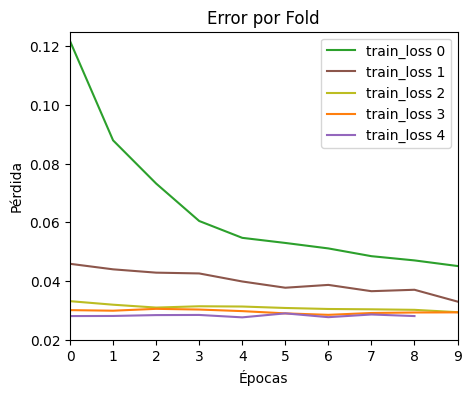 Error por Fold
0.12
0.10
0.08
0.06
0.04
0.02
Pérdida
train_loss 0
train_loss 1
train_loss 2
train_loss 3
train_loss 4
0 1 2 3 4 5 6 7 8 9
Épocas